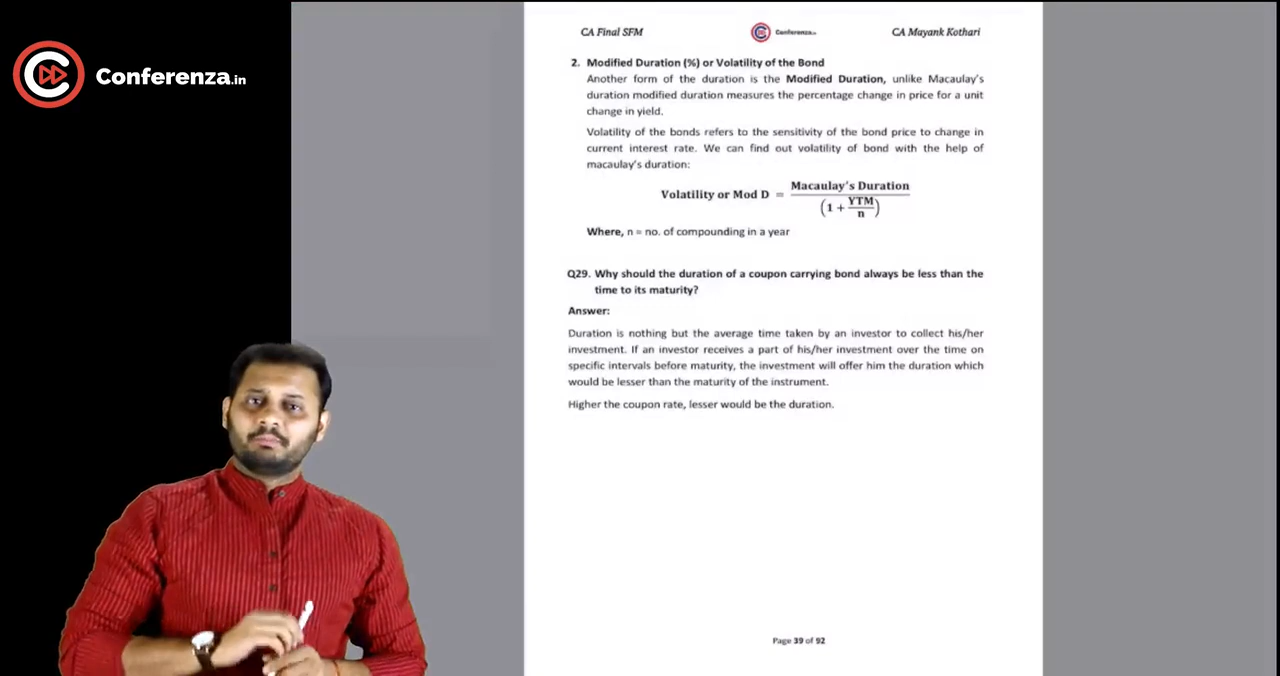 Conferenza.in
CA Final SFM
Conferenza.in
CA Mayank Kothari
2. Modified Duration (%) or Volatility of the Bond
Another form of the duration is the Modified Duration, unlike Macaulay's
duration modified duration measures the percentage change in price for a unit
change in yield.
Volatility of the bonds refers to the sensitivity of the bond price to change in
current interest rate. We can find out volatility of bond with the help of
macaulay's duration:
Volatility or Mod D = Macaulay's Duration
(1 + YTM/n)
Where, n = no. of compounding in a year
Q29. Why should the duration of a coupon carrying bond always be less than the
time to its maturity?
Answer:
Duration is nothing but the average time taken by an investor to collect his/her
investment. If an investor receives a part of his/her investment over the time on
specific intervals before maturity, the investment will offer him the duration which
would be lesser than the maturity of the instrument.
Higher the coupon rate, lesser would be the duration.
Page 39 of 92